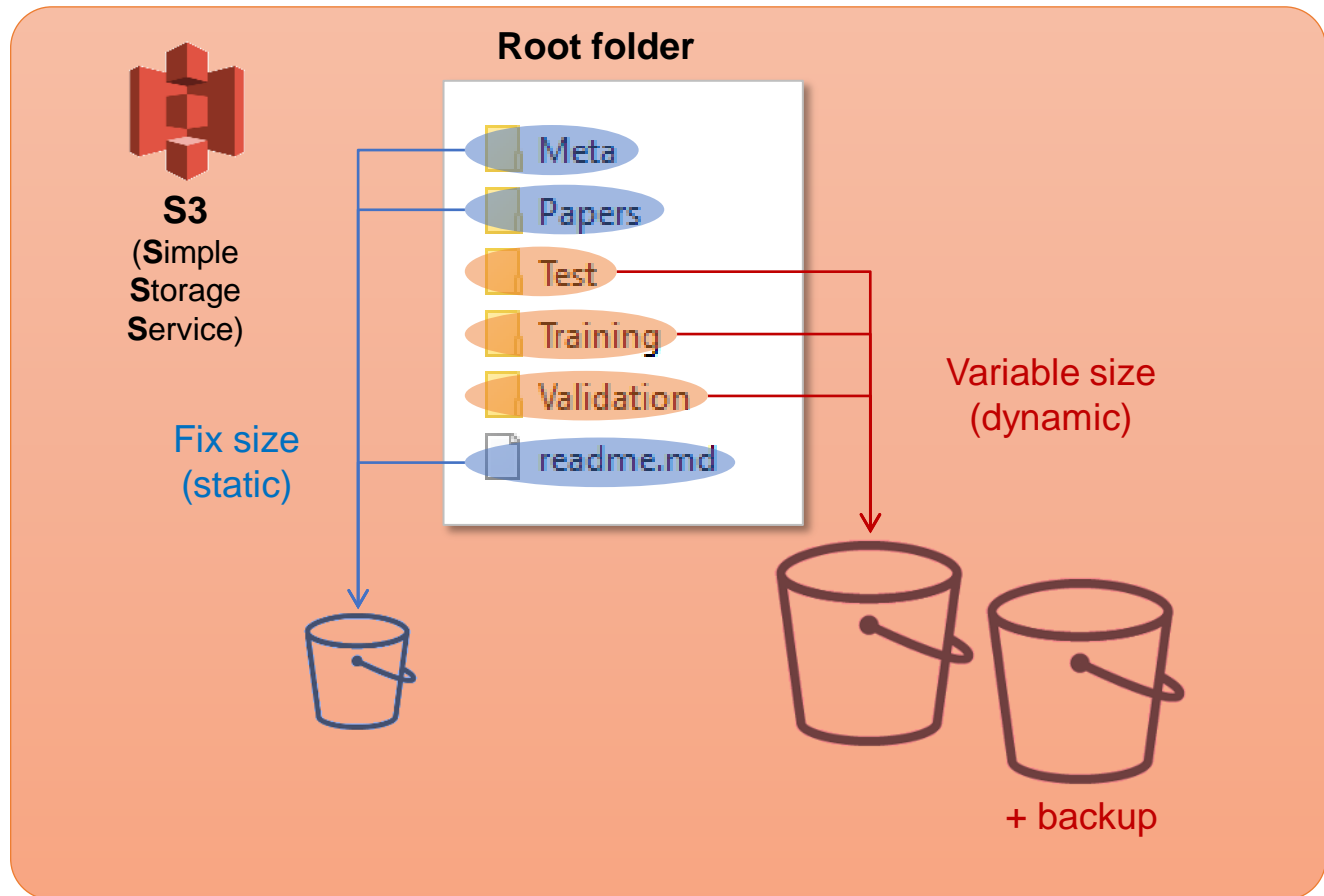 Root folder
S3
(Simple
Storage
Service)
Meta
Papers
Test
Training
Validation
readme.md
Fix size
(static)
Variable size
(dynamic)
+ backup